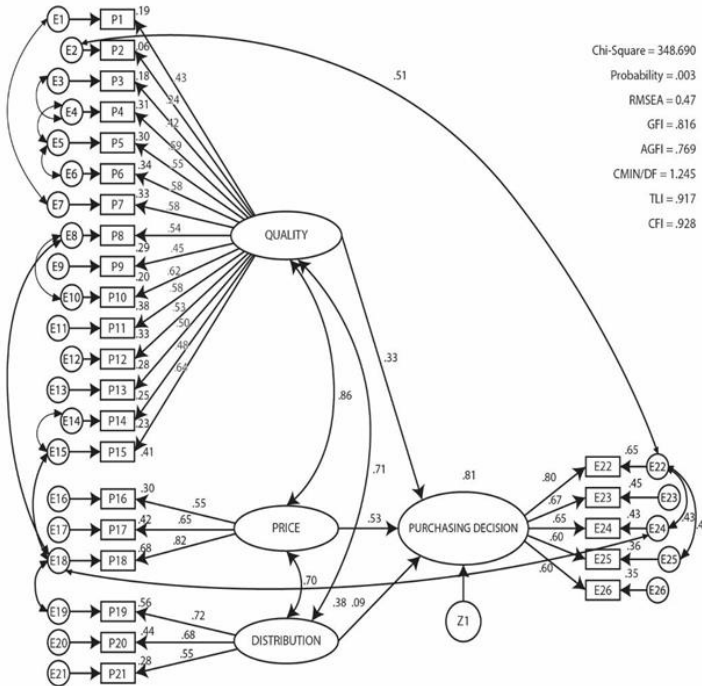 E1 P1 .19
E2 P2 .06
E3 P3 .18
E4 P4 .31
E5 P5 .30
E6 P6 .34
E7 P7 .33
E8 P8
E9 P9 .29
E10 P10 .20
E11 P11 .38
E12 P12 .33
E13 P13 .28
E14 P14 .25
E15 P15 .23
.41
.43
.24
.42
.59
.55
.58
.58
.54
.45
.62
.58
.53
.50
.48
.64
QUALITY
.51
Chi-Square = 348.690
Probability = .003
RMSEA = 0.47
GFI = .816
AGFI = .769
CMIN/DF = 1.245
TLI = .917
CFI = .928
.33
.86
.71
E16 P16 .30
E17 P17 .42
E18 P18 .68
.55
.65
.82
PRICE
.53
.81
PURCHASING DECISION
.70
.38 .09
E19 P19 .56
E20 P20 .44
E21 P21 .28
.72
.68
.55
DISTRIBUTION
Z1
.80
.67
.65
.60
.60
E22 .65 E22
E23 .45 E23
E24 .43 E24
E25 .36 E25
E26 .35 E26
.43